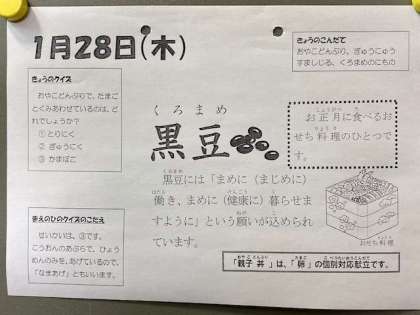 1月28日(木)
きょうのこんだて
おやこどんぶり、ぎゅうにゅう
すましじる、くろまめのにもの
きょうのクイズ
おやこどんぶりで、たまご
とくみあわせているのは、ど
れでしょうか？
①とりにく
②ぎゅうにく
③かまぼこ
くろまめ
黒豆
お正月に食べるお
せち料理のひとつで
す。
黒豆には「まめに（まじめに）
働き、まめに（健康に）暮らせま
すように」という願いが込められ
ています。
おせち料理
まえのひのクイズのこたえ
せいかいは、③です。
こうおんのあぶらで、ひょう
めんのみを、あげているので、
「なまあげ」ともいいます。
「親子丼」は、「卵」の個別対応献立です。